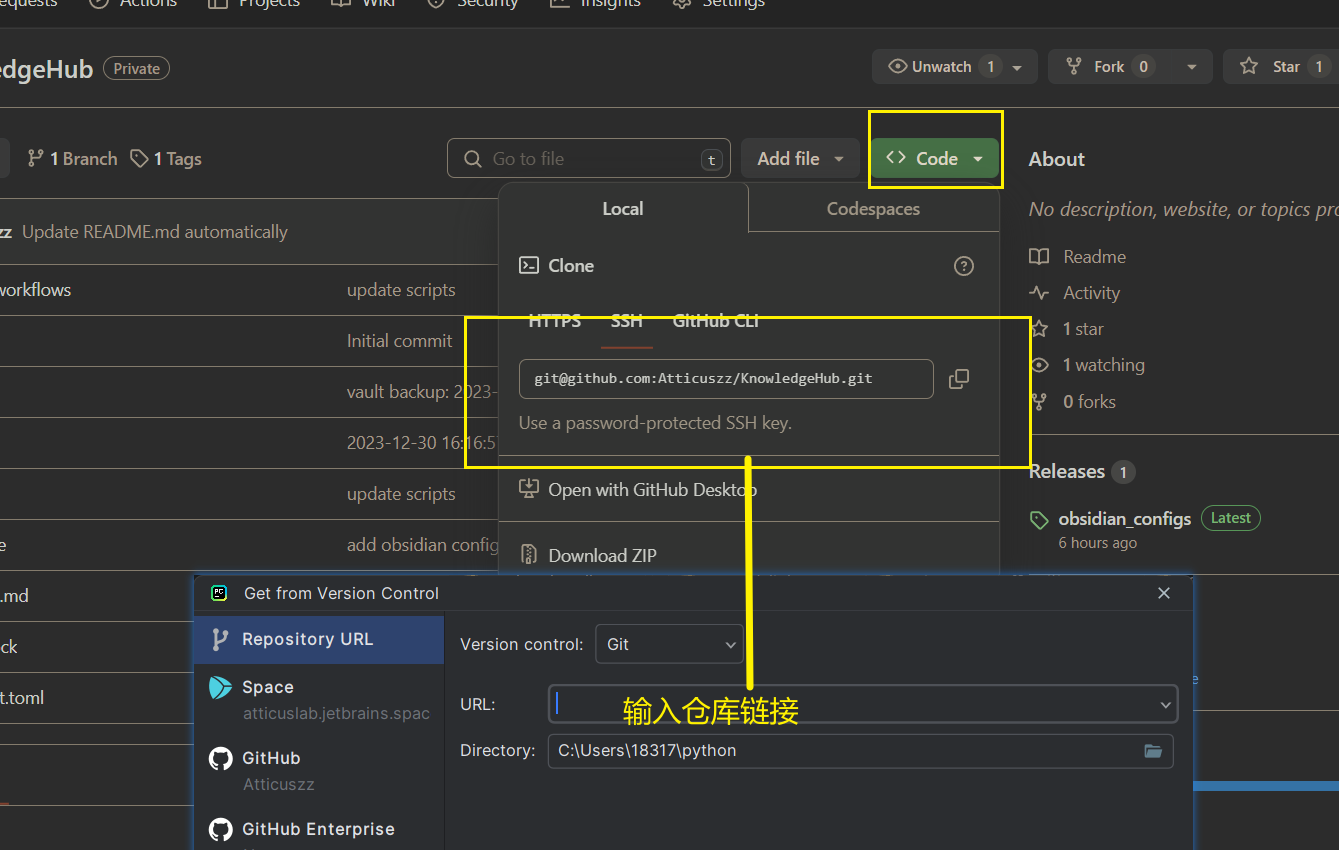 Actions Projects Wiki Security Insights Settings
dgeHub Private
Unwatch 1 Fork 0 Star 1
1 Branch 1 Tags Go to file t Add file Code About
Local Codespaces
No description, website, or topics
zz Update README.md automatically
Clone
Readme
workflows update scripts
Activity
HTTPS SSH GitHub CLI
1 star
Initial commit
git@github.com:Atticuszz/KnowledgeHub.git
1 watching
vault backup: 2023-
0 forks
Use a password-protected SSH key.
2023-12-30 16:16:57
Releases 1
Open with GitHub Desktop
update scripts
obsidian_configs Latest
6 hours ago
e add obsidian config
Download ZIP
.md
ck
t.toml
Get from Version Control
Repository URL
Version control: Git
Space
atticuslab.jetbrains.spac
URL: 输入仓库链接
GitHub
Atticuszz
Directory: C:\Users\18317\python
GitHub Enterprise